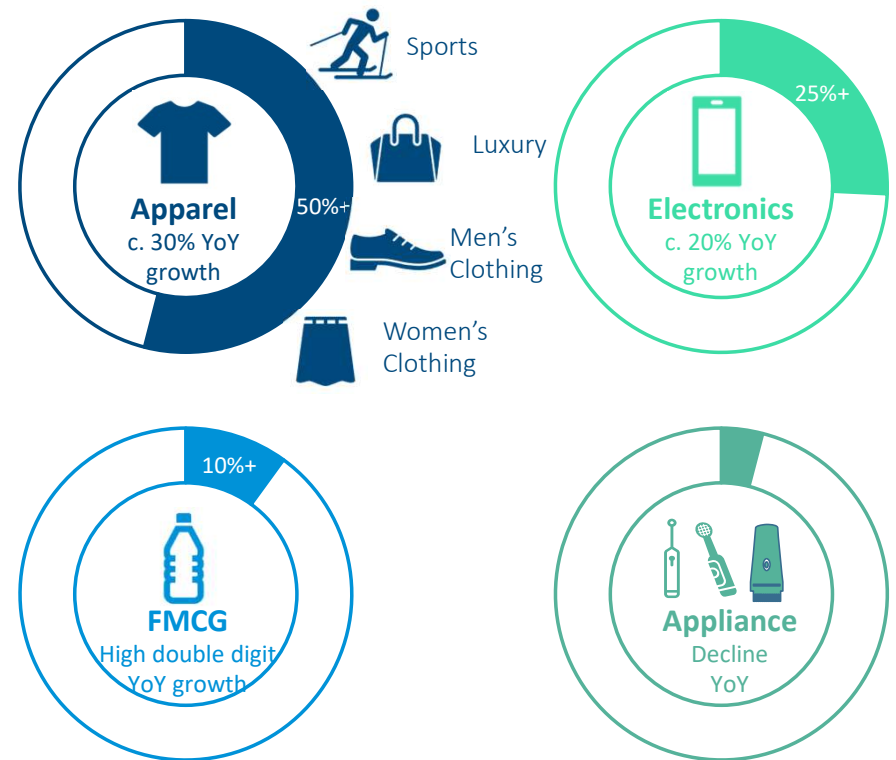 Sports
Luxury
Men's
Clothing
Women's
Clothing
50%+
Apparel
c. 30% YoY
growth
25%+
Electronics
c. 20% YoY
growth
10%+
FMCG
High double digit
YoY growth
Appliance
Decline
YoY